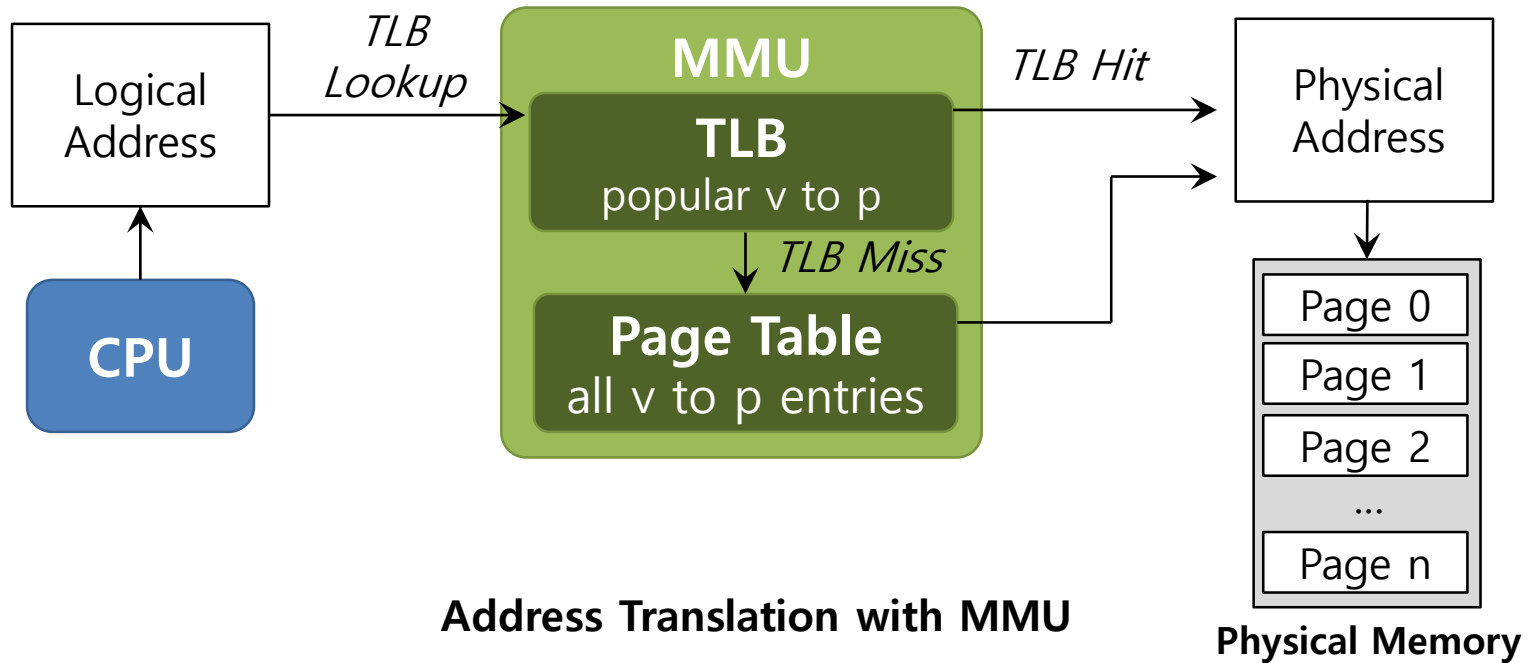 Logical
Address
TLB
Lookup
CPU
MMU
TLB
popular v to p
TLB Miss
Page Table
all v to p entries
TLB Hit
Physical
Address
Page 0
Page 1
Page 2
...
Page n
Physical Memory
Address Translation with MMU